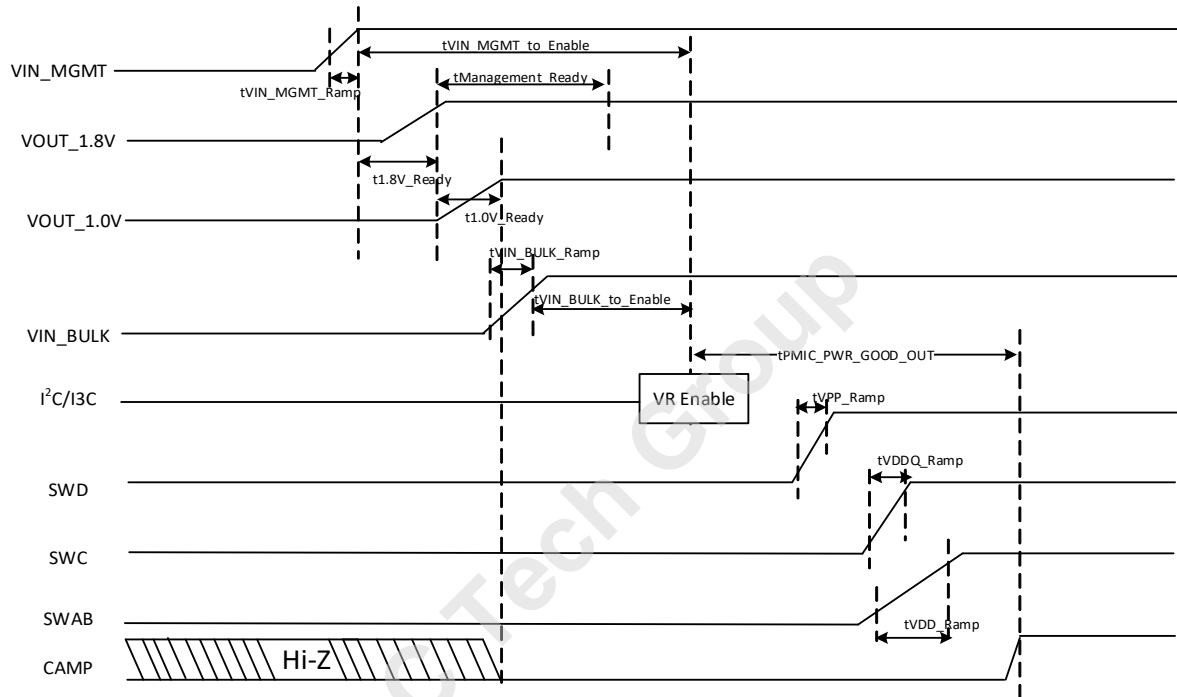 tVIN_MGMT_to_Enable
VIN_MGMT
tManagement_Ready
tVIN_MGMT_Ramp
VOUT_1.8V
t1.8V_Ready
VOUT_1.0V
t1.0V_Ready
tVIN_BULK_Ramp
tVIN_BULK_to_Enable
VIN_BULK
tPMIC_PWR_GOOD_OUT
I²C/I3C
VR Enable
tVPP_Ramp
tVDDQ_Ramp
SWD
SWC
SWAB
tVDD_Ramp
Hi-Z
CAMP
C Tech Group